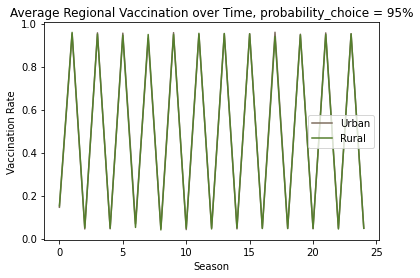 Average Regional Vaccination over Time, probability_choice = 95%
1.0
0.8
0.6
0.4
0.2
0.0
Vaccination Rate
Urban
Rural
0 5 10 15 20 25
Season